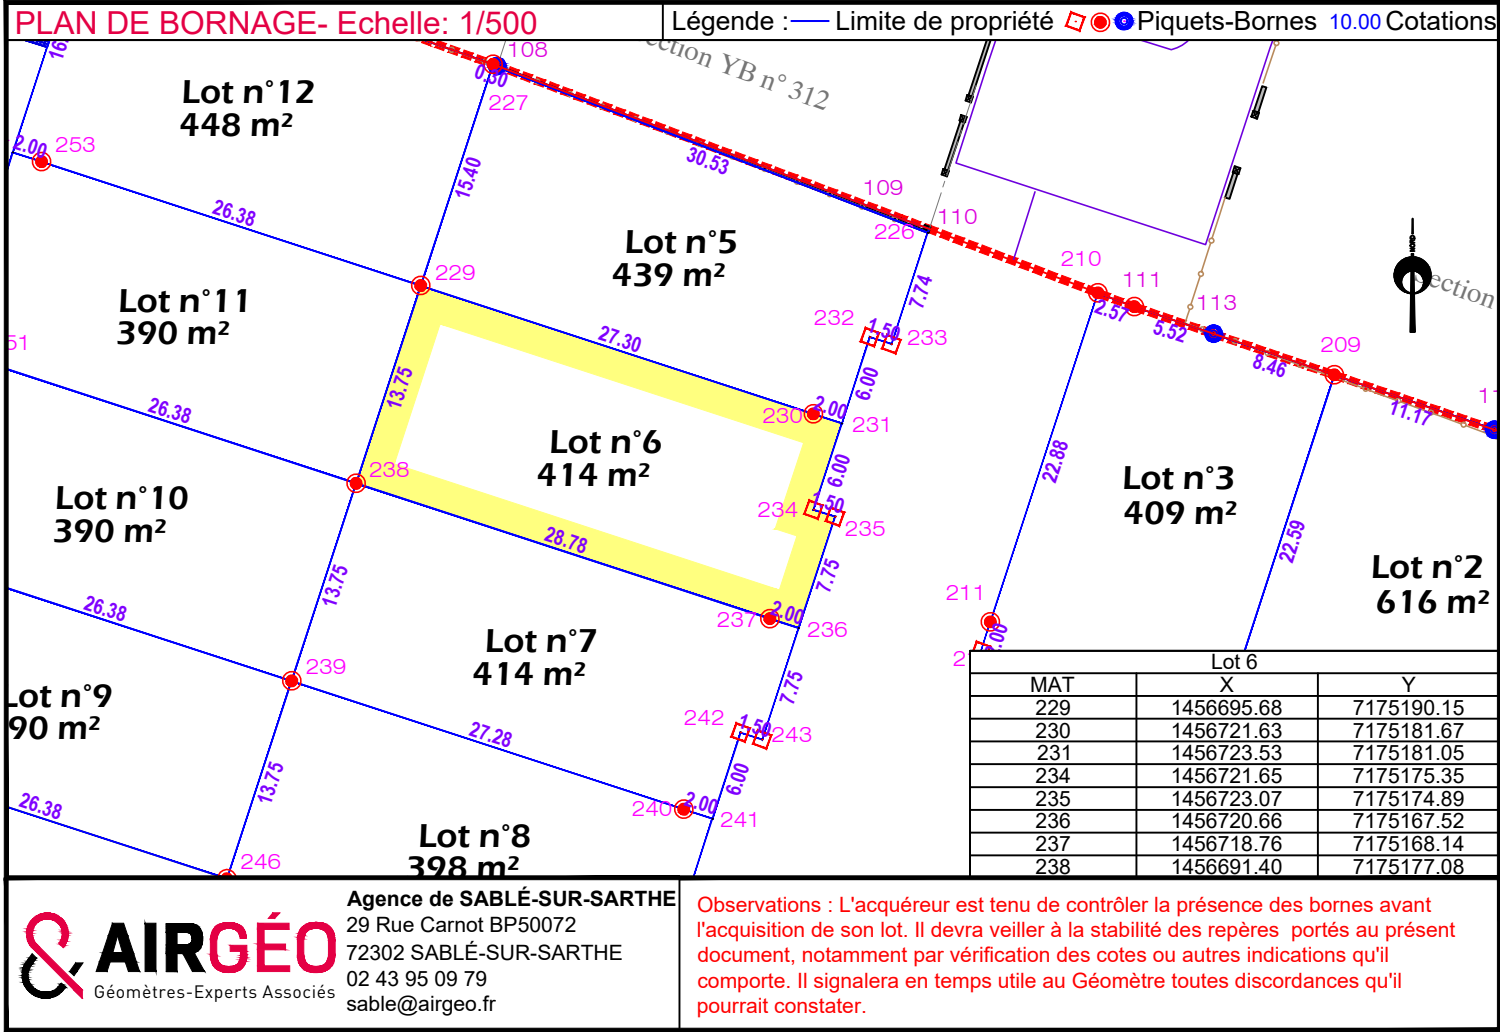 PLAN DE BORNAGE- Echelle: 1/500
Légende : Limite de propriété Piquets-Bornes 10.00 Cotations
108
0.30
227
ection YB n° 312
Lot n°12
448 m²
2.00
253
15.40
30.53
109
26.38
226
110
Lot n°5
439 m²
210
229
7.74
111
113
Section
Lot n°11
390 m²
2.57
5.52
232
1.50
233
27.30
51
209
8.46
13.75
6.00
11.17
26.38
230
2.00
231
Lot n°6
414 m²
238
6.00
22.88
Lot n°3
409 m²
Lot n°10
390 m²
234
1.50
235
28.78
22.59
7.75
Lot n°2
616 m²
13.75
26.38
211
237
2.00
236
Lot n°7
414 m²
239
7.75
Lot n°9
90 m²
242
1.50
243
27.28
13.75
6.00
26.38
240
2.00
241
Lot n°8
398 m²
246
Lot 6
MAT X Y
229 1456695.68 7175190.15
230 1456721.63 7175181.67
231 1456723.53 7175181.05
234 1456721.65 7175175.35
235 1456723.07 7175174.89
236 1456720.66 7175167.52
237 1456718.76 7175168.14
238 1456691.40 7175177.08
AIRGÉO
Géomètres-Experts Associés
Agence de SABLÉ-SUR-SARTHE
29 Rue Carnot BP50072
72302 SABLÉ-SUR-SARTHE
02 43 95 09 79
sable@airgeo.fr
Observations : L'acquéreur est tenu de contrôler la présence des bornes avant
l'acquisition de son lot. Il devra veiller à la stabilité des repères portés au présent
document, notamment par vérification des cotes ou autres indications qu'il
comporte. Il signalera en temps utile au Géomètre toutes discordances qu'il
pourrait constater.